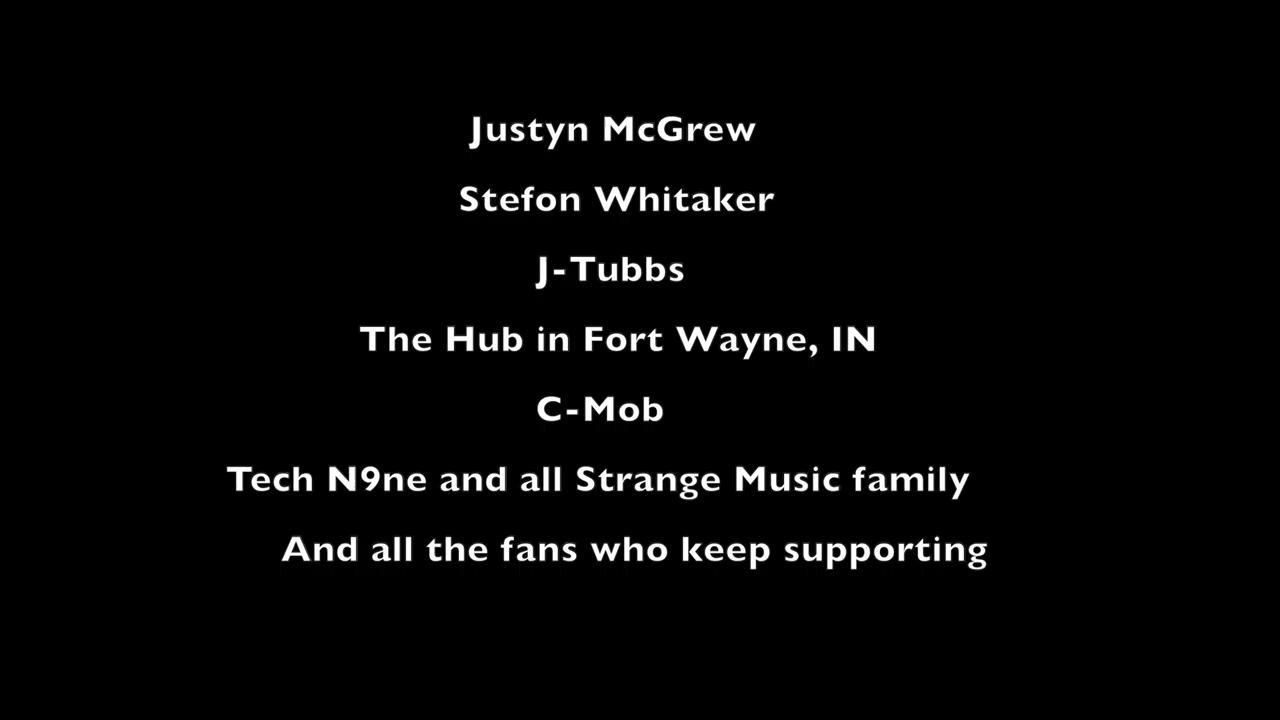 Justyn McGrew
Stefon Whitaker
J-Tubbs
The Hub in Fort Wayne, IN
C-Mob
Tech N9ne and all Strange Music family
And all the fans who keep supporting